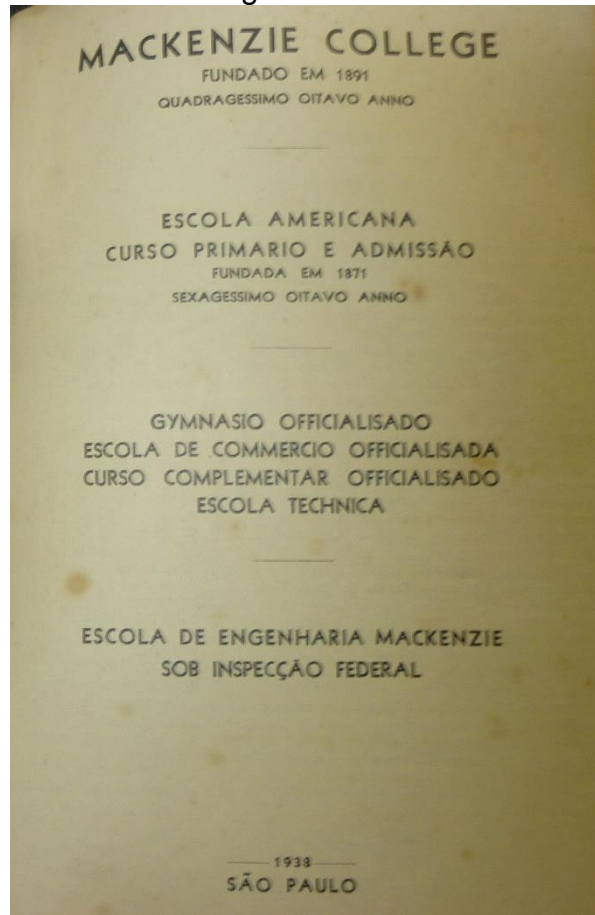 MACKENZIE COLLEGE
FUNDADO EM 1891
QUADRAGESSIMO OITAVO ANNO
ESCOLA AMERICANA
CURSO PRIMARIO E ADMISSÃO
FUNDADA EM 1871
SEXAGESSIMO OITAVO ANNO
GYMNASIO OFFICIALISADO
ESCOLA DE COMMERCIO OFFICIALISADA
CURSO COMPLEMENTAR OFFICIALISADO
ESCOLA TECHNICA
ESCOLA DE ENGENHARIA MACKENZIE
SOB INSPECÇÃO FEDERAL
1938
SÃO PAULO